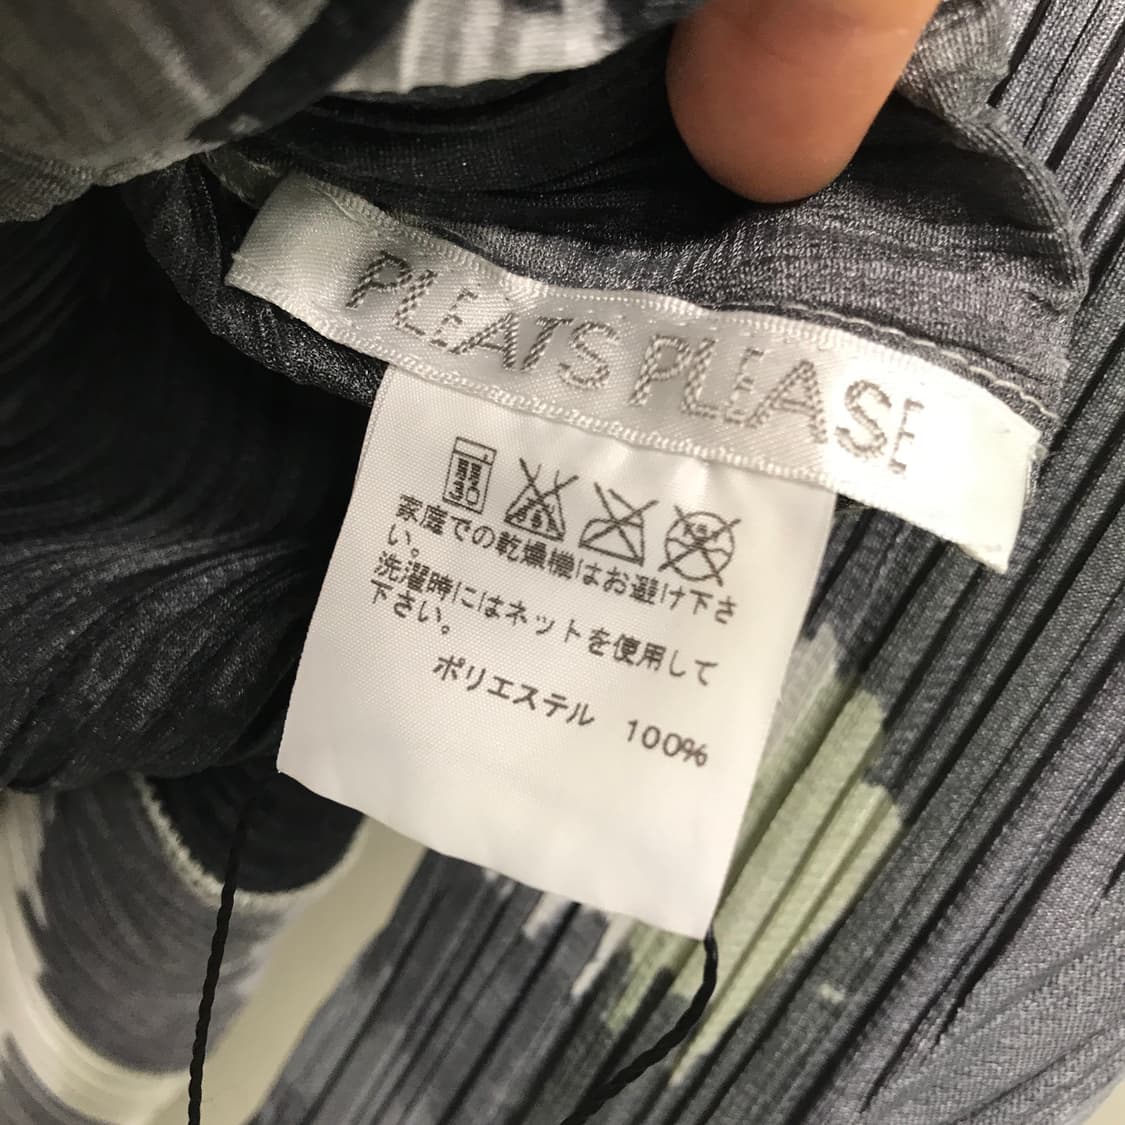 PLEATS PLEASE
家庭での乾燥機はお避け下さ
い。
洗濯時にはネットを使用して
下さい。
ポリエステル 100%